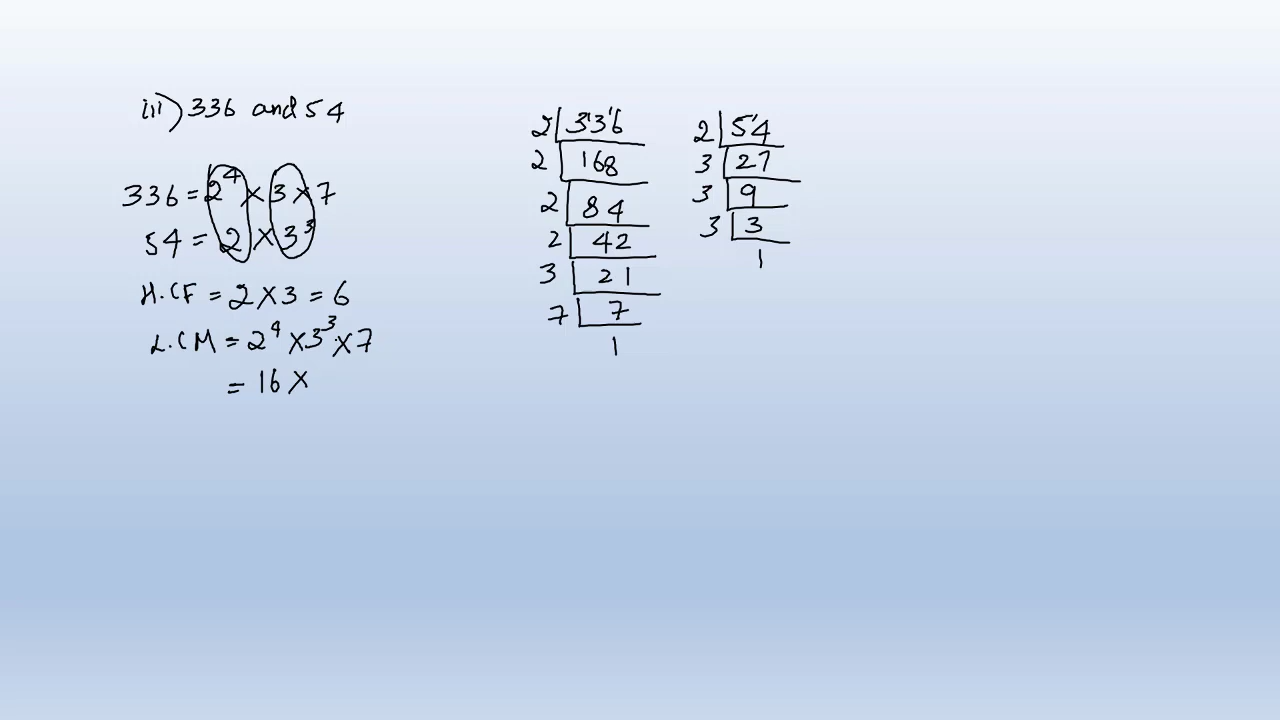 iii) 336 and 54
336 = 2⁴ × 3 × 7
54 = 2 × 3³
H.CF = 2 × 3 = 6
L.CM = 2⁴ × 3³ × 7
= 16 ×
2 | 336
2 | 168
2 | 84
2 | 42
3 | 21
7 | 7
1
2 | 54
3 | 27
3 | 9
3 | 3
1